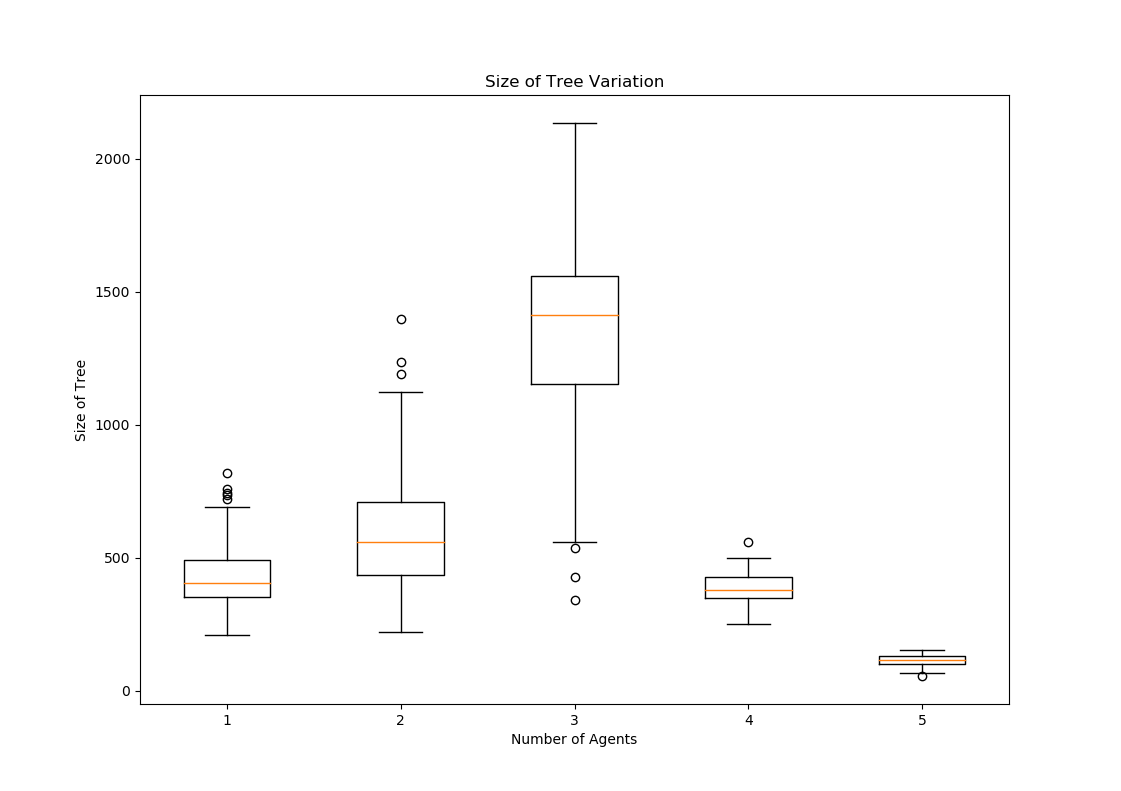 Size of Tree Variation
2000
1500
1000
500
0
Size of Tree
1 2 3 4 5
Number of Agents